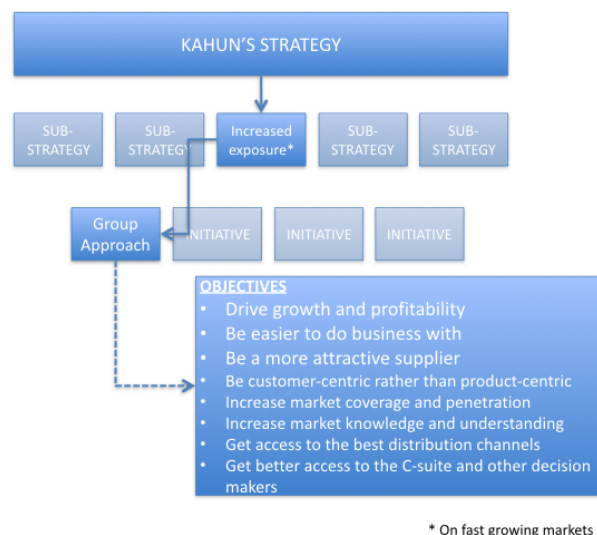 KAHUN'S STRATEGY
SUB-
STRATEGY
SUB-
STRATEGY
Increased
exposure*
SUB-
STRATEGY
SUB-
STRATEGY
Group
Approach
INITIATIVE
INITIATIVE
INITIATIVE
OBJECTIVES
• Drive growth and profitability
• Be easier to do business with
• Be a more attractive supplier
• Be customer-centric rather than product-centric
• Increase market coverage and penetration
• Increase market knowledge and understanding
• Get access to the best distribution channels
• Get better access to the C-suite and other decision
makers
* On fast growing markets